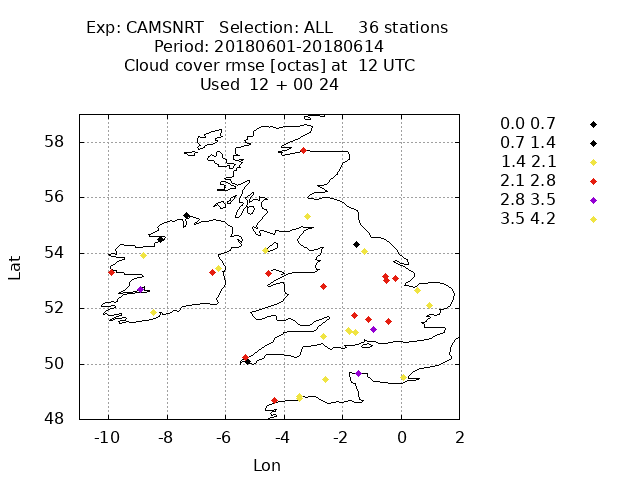 Exp: CAMSNRT Selection: ALL 36 stations
Period: 20180601-20180614
Cloud cover rmse [octas] at 12 UTC
Used 12 + 00 24
0.0 0.7
0.7 1.4
1.4 2.1
2.1 2.8
2.8 3.5
3.5 4.2
58
56
54
52
50
48
Lat
-10 -8 -6 -4 -2 0 2
Lon